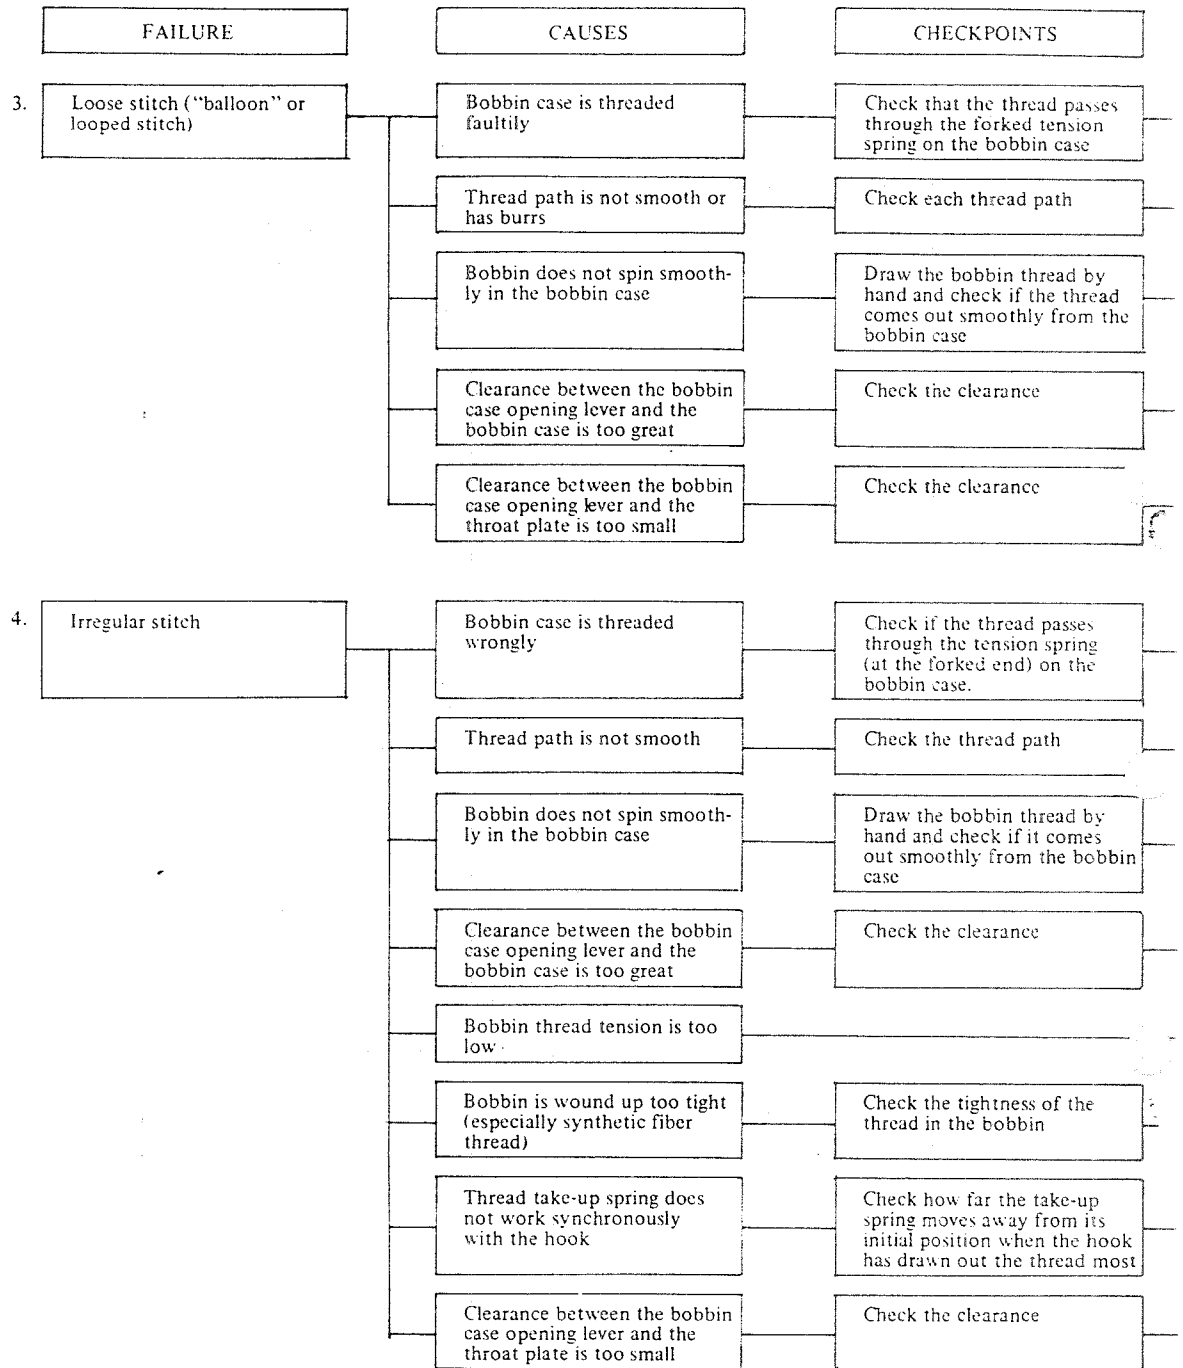 FAILURE CAUSES CHECKPOINTS
3. Loose stitch ("balloon" or
looped stitch)
Bobbin case is threaded
faultily
Check that the thread passes
through the forked tension
spring on the bobbin case
Thread path is not smooth or
has burrs
Check each thread path
Bobbin does not spin smooth-
ly in the bobbin case
Draw the bobbin thread by
hand and check if the thread
comes out smoothly from the
bobbin case
Clearance between the bobbin
case opening lever and the
bobbin case is too great
Check the clearance
Clearance between the bobbin
case opening lever and the
throat plate is too small
Check the clearance
4. Irregular stitch
Bobbin case is threaded
wrongly
Check if the thread passes
through the tension spring
(at the forked end) on the
bobbin case.
Thread path is not smooth
Check the thread path
Bobbin does not spin smooth-
ly in the bobbin case
Draw the bobbin thread by
hand and check if it comes
out smoothly from the bobbin
case
Clearance between the bobbin
case opening lever and the
bobbin case is too great
Check the clearance
Bobbin thread tension is too
low
Bobbin is wound up too tight
(especially synthetic fiber
thread)
Check the tightness of the
thread in the bobbin
Thread take-up spring does
not work synchronously
with the hook
Check how far the take-up
spring moves away from its
initial position when the hook
has drawn out the thread most
Clearance between the bobbin
case opening lever and the
throat plate is too small
Check the clearance